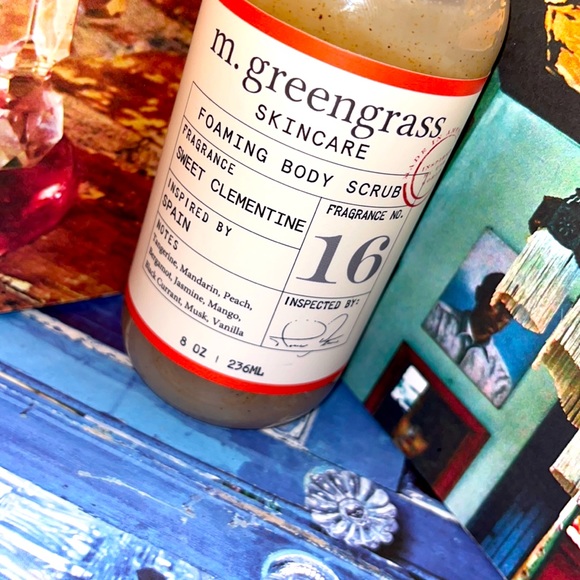 m. greengrass
SKINCARE
FOAMING BODY SCRUB
FRAGRANCE
SWEET CLEMENTINE
INSPIRED BY
SPAIN
NOTES
Tangerine, Mandarin, Peach,
Bergamot, Jasmine, Mango,
Black Currant, Musk, Vanilla
FRAGRANCE NO.
16
INSPECTED BY:
8 OZ | 236ML